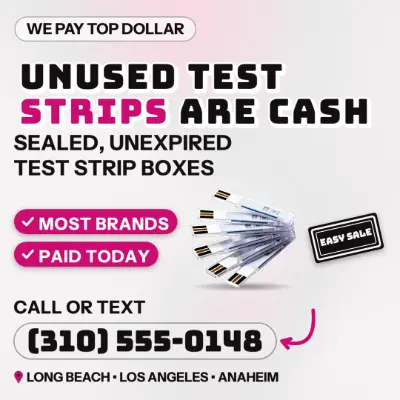 WE PAY TOP DOLLAR
UNUSED TEST
STRIPS ARE CASH
SEALED, UNEXPIRED
TEST STRIP BOXES
MOST BRANDS
PAID TODAY
EASY SALE
CALL OR TEXT
(310) 555-0148
LONG BEACH • LOS ANGELES • ANAHEIM